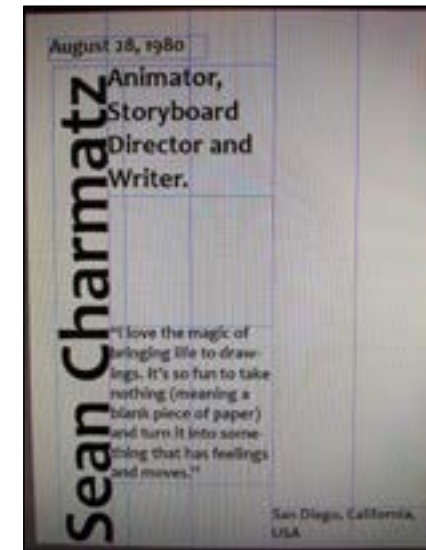 August 28, 1980
Sean Charmatz
Animator,
Storyboard
Director and
Writer.
"I love the magic of
bringing life to draw-
ings. It's so fun to take
nothing (meaning a
blank piece of paper)
and turn it into some-
thing that has feelings
and moves."
San Diego, California,
USA